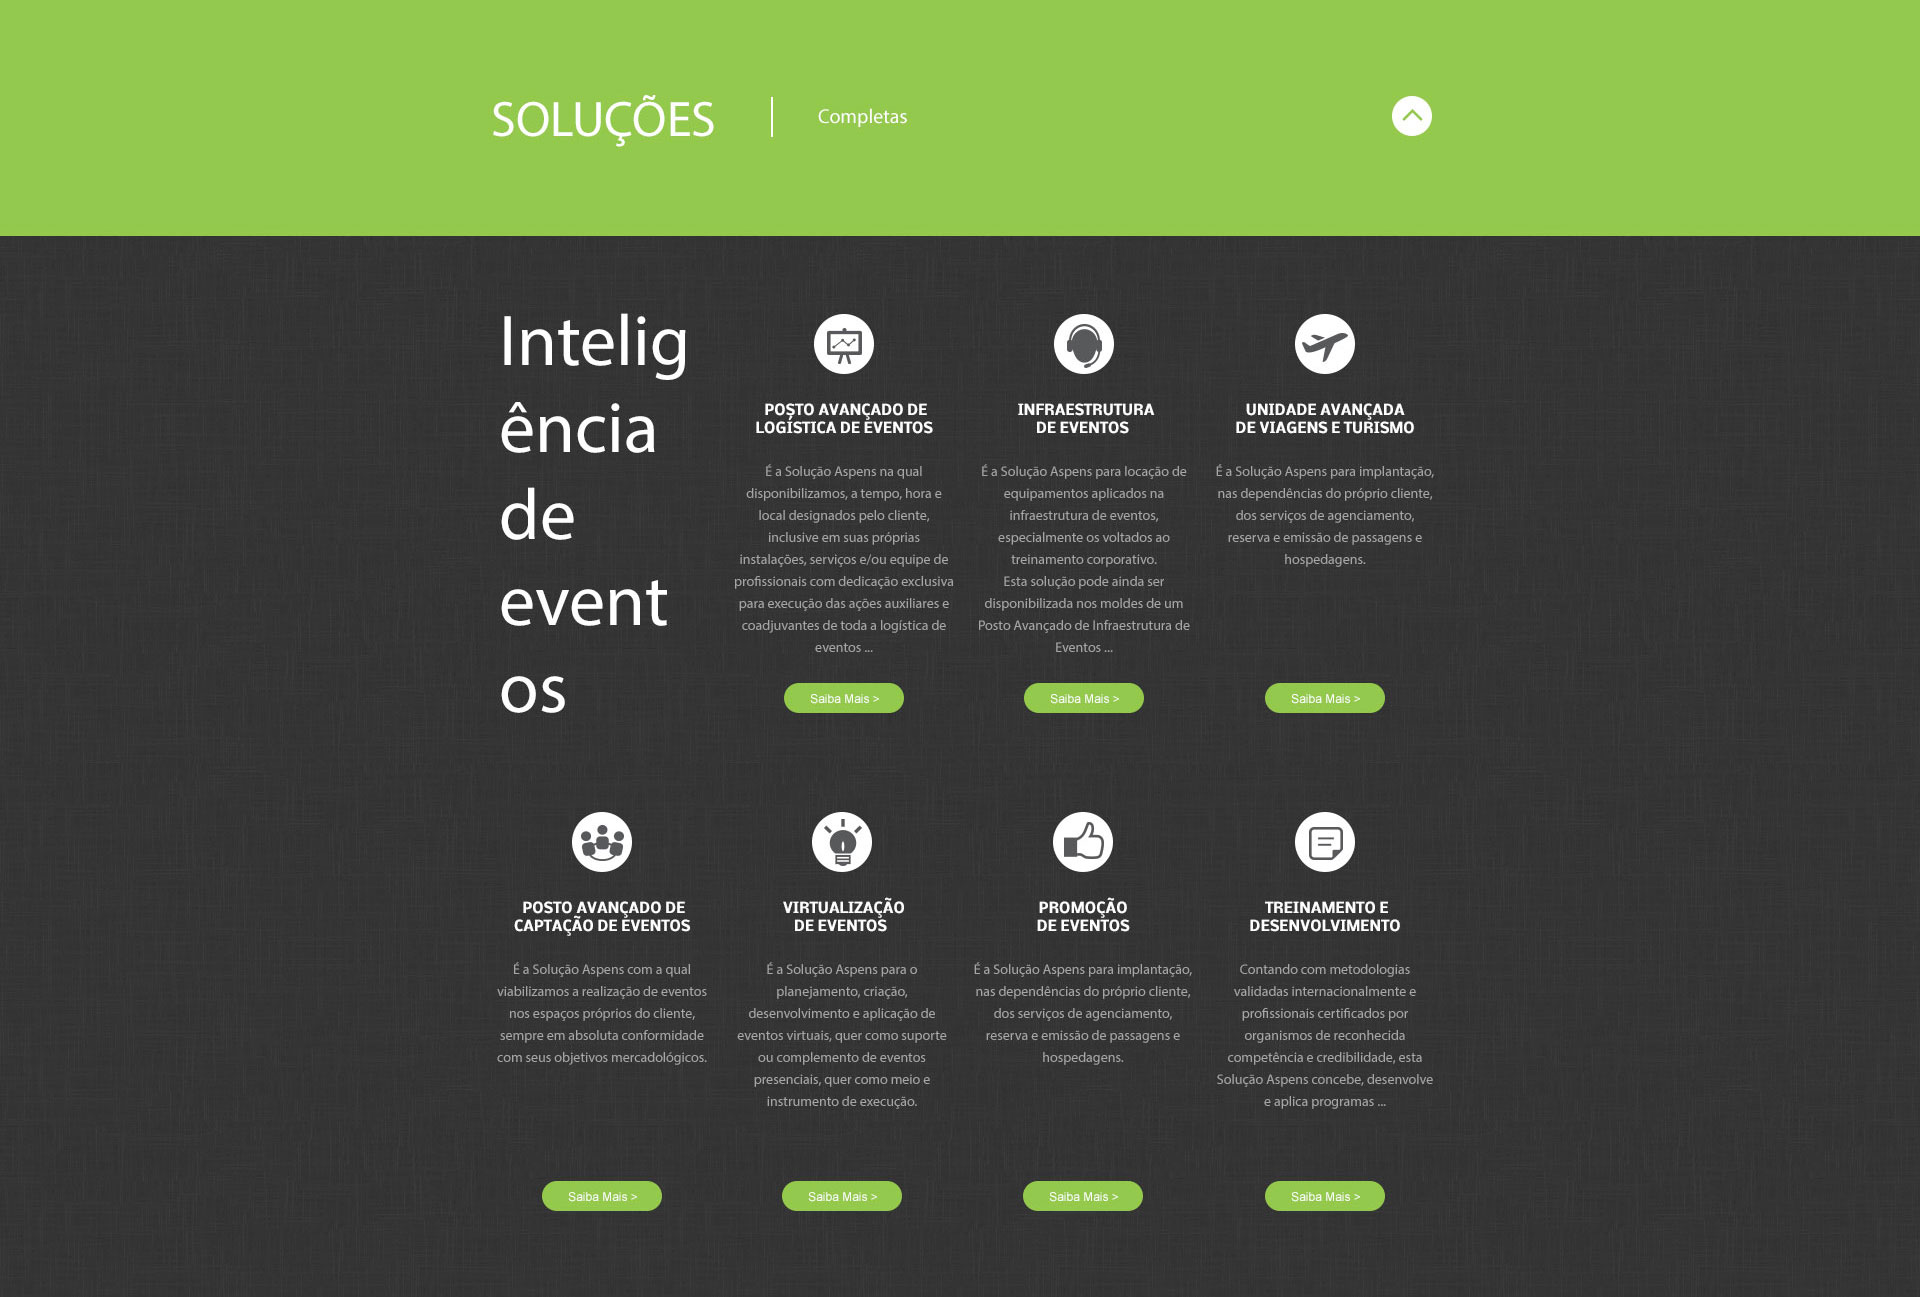 SOLUÇÕES
Completas
Intelig
ência
de
event
os
POSTO AVANÇADO DE
LOGÍSTICA DE EVENTOS
É a Solução Aspens na qual
disponibilizamos, a tempo, hora e
local designados pelo cliente,
inclusive em suas próprias
instalações, serviços e/ou equipe de
profissionais com dedicação exclusiva
para execução das ações auxiliares e
coadjuvantes de toda a logística de
eventos ...
Saiba Mais >
INFRAESTRUTURA
DE EVENTOS
É a Solução Aspens para locação de
equipamentos aplicados na
infraestrutura de eventos,
especialmente os voltados ao
treinamento corporativo.
Esta solução pode ainda ser
disponibilizada nos moldes de um
Posto Avançado de Infraestrutura de
Eventos ...
Saiba Mais >
UNIDADE AVANÇADA
DE VIAGENS E TURISMO
É a Solução Aspens para implantação,
nas dependências do próprio cliente,
dos serviços de agenciamento,
reserva e emissão de passagens e
hospedagens.
Saiba Mais >
POSTO AVANÇADO DE
CAPTAÇÃO DE EVENTOS
É a Solução Aspens com a qual
viabilizamos a realização de eventos
nos espaços próprios do cliente,
sempre em absoluta conformidade
com seus objetivos mercadológicos.
Saiba Mais >
VIRTUALIZAÇÃO
DE EVENTOS
É a Solução Aspens para o
planejamento, criação,
desenvolvimento e aplicação de
eventos virtuais, quer como suporte
ou complemento de eventos
presenciais, quer como meio e
instrumento de execução.
Saiba Mais >
PROMOÇÃO
DE EVENTOS
É a Solução Aspens para implantação,
nas dependências do próprio cliente,
dos serviços de agenciamento,
reserva e emissão de passagens e
hospedagens.
Saiba Mais >
TREINAMENTO E
DESENVOLVIMENTO
Contando com metodologias
validadas internacionalmente e
profissionais certificados por
organismos de reconhecida
competência e credibilidade, esta
Solução Aspens concebe, desenvolve
e aplica programas ...
Saiba Mais >